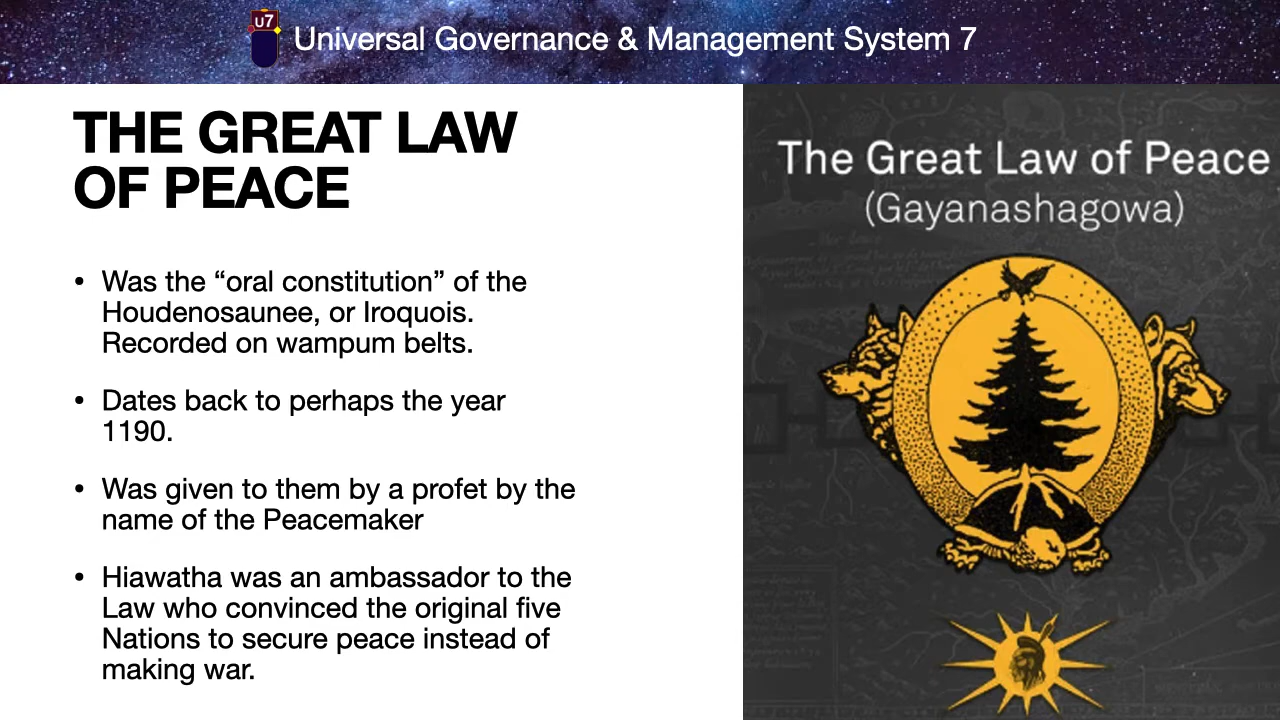 U7
Universal Governance & Management System 7
THE GREAT LAW
OF PEACE
• Was the “oral constitution” of the
Houdenosaunee, or Iroquois.
Recorded on wampum belts.
• Dates back to perhaps the year
1190.
• Was given to them by a profet by the
name of the Peacemaker
• Hiawatha was an ambassador to the
Law who convinced the original five
Nations to secure peace instead of
making war.
The Great Law of Peace
(Gayanashagowa)